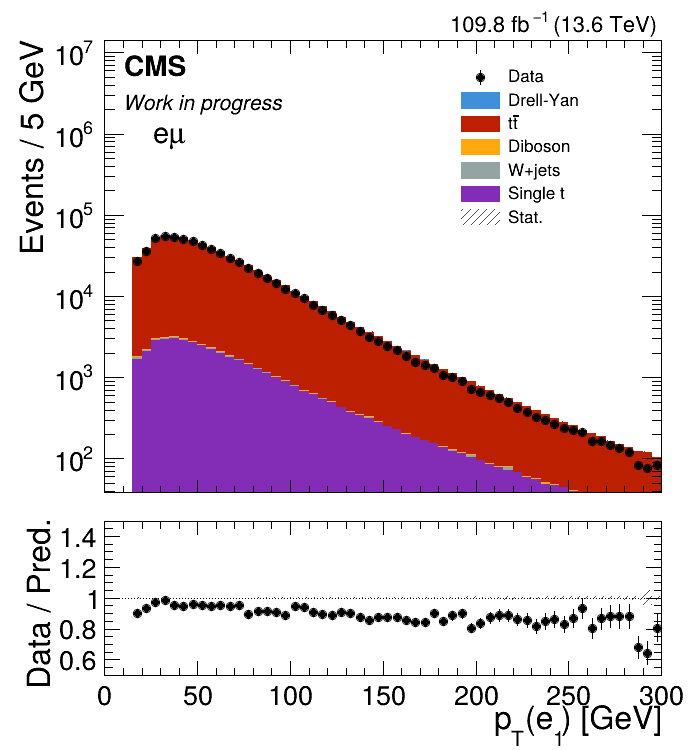 109.8 fb⁻¹ (13.6 TeV)
CMS
Work in progress
eμ
Data
Drell-Yan
tt̅
Diboson
W+jets
Single t
Stat.
Events / 5 GeV
10⁷
10⁶
10⁵
10⁴
10³
10²
Data / Pred.
1.4
1.2
1
0.8
0.6
0 50 100 150 200 250 300
p_T(e_1) [GeV]